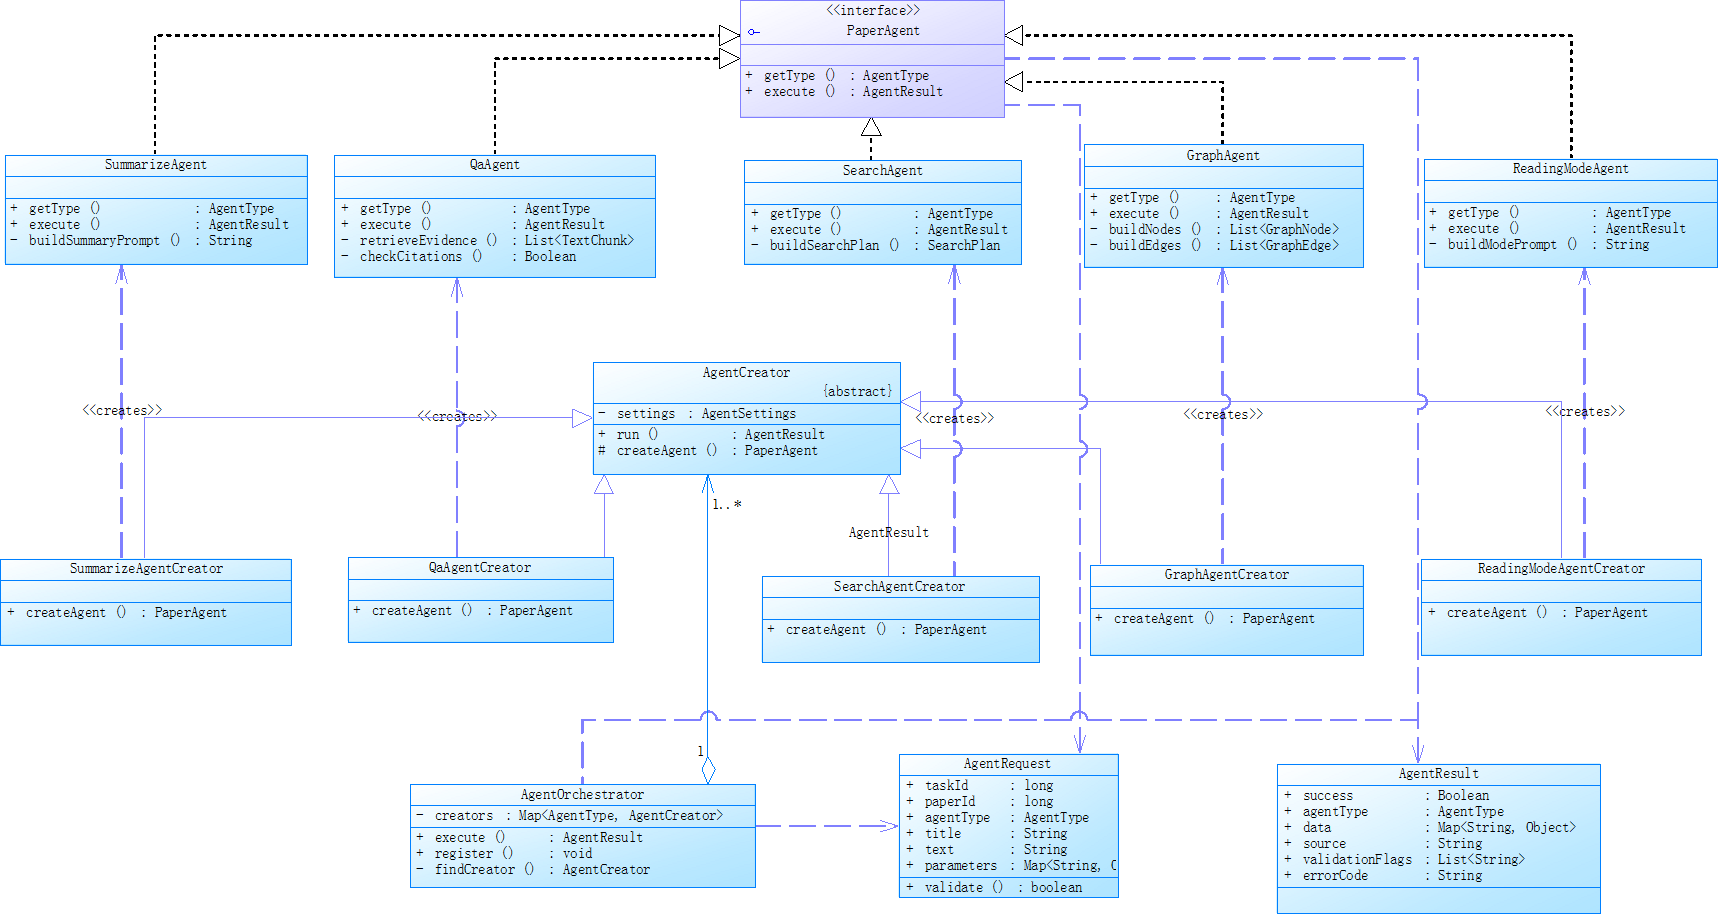 <<interface>>
PaperAgent
+ getType () : AgentType
+ execute () : AgentResult
SummarizeAgent
+ getType () : AgentType
+ execute () : AgentResult
- buildSummaryPrompt () : String
QaAgent
+ getType () : AgentType
+ execute () : AgentResult
- retrieveEvidence () : List<TextChunk>
- checkCitations () : Boolean
SearchAgent
+ getType () : AgentType
+ execute () : AgentResult
- buildSearchPlan () : SearchPlan
GraphAgent
+ getType () : AgentType
+ execute () : AgentResult
- buildNodes () : List<GraphNode>
- buildEdges () : List<GraphEdge>
ReadingModeAgent
+ getType () : AgentType
+ execute () : AgentResult
- buildModePrompt () : String
AgentCreator
{abstract}
- settings : AgentSettings
+ run () : AgentResult
# createAgent () : PaperAgent
<<creates>>
<<creates>>
<<creates>>
<<creates>>
<<creates>>
1..*
AgentResult
SummarizeAgentCreator
+ createAgent () : PaperAgent
QaAgentCreator
+ createAgent () : PaperAgent
SearchAgentCreator
+ createAgent () : PaperAgent
GraphAgentCreator
+ createAgent () : PaperAgent
ReadingModeAgentCreator
+ createAgent () : PaperAgent
1
AgentOrchestrator
- creators : Map<AgentType, AgentCreator>
+ execute () : AgentResult
+ register () : void
- findCreator () : AgentCreator
AgentRequest
+ taskId : long
+ paperId : long
+ agentType : AgentType
+ title : String
+ text : String
+ parameters : Map<String,
+ validate () : boolean
AgentResult
+ success : Boolean
+ agentType : AgentType
+ data : Map<String, Object>
+ source : String
+ validationFlags : List<String>
+ errorCode : String